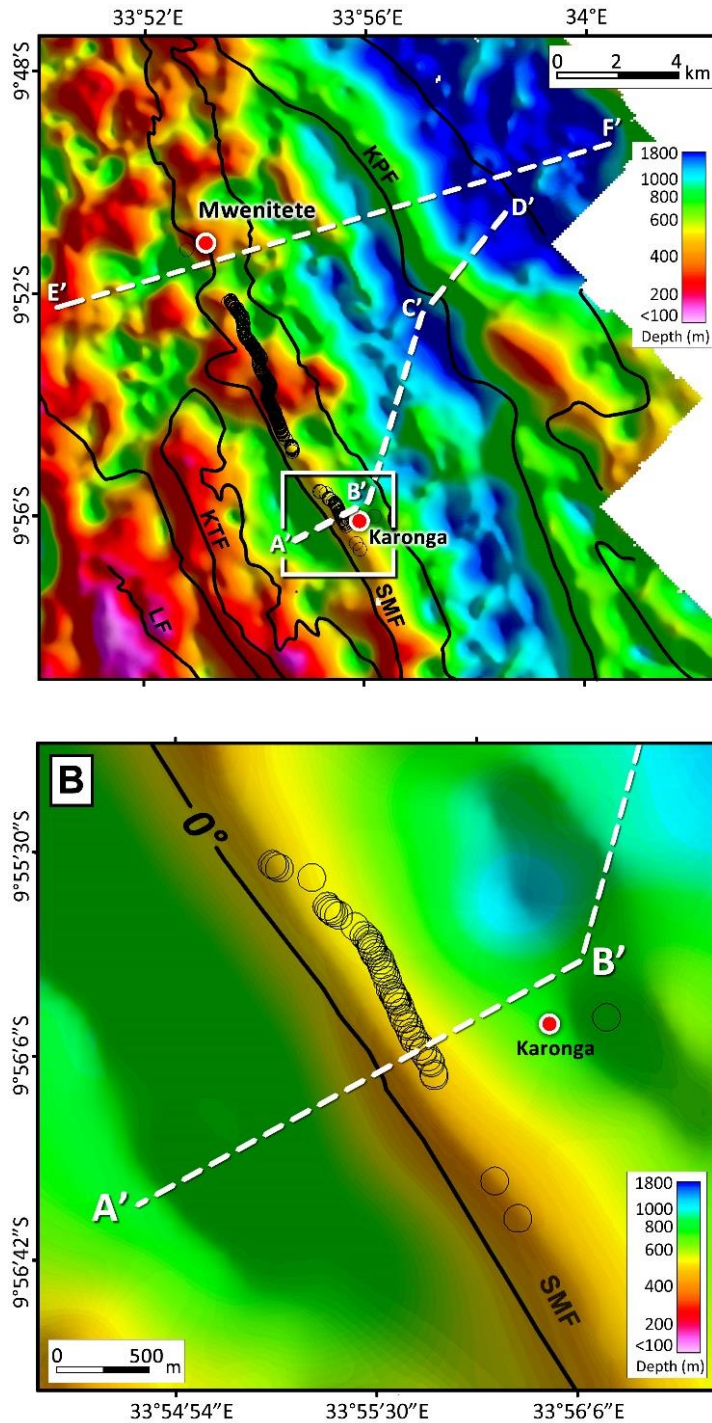 33°52'E 33°56'E 34°E
9°48'S
0 2 4 km
F'
KPF
1800
1000
800
600
400
200
<100
Depth (m)
Mwenitete
D'
E'
9°52'S
C'
9°56'S
B'
A'
Karonga
KTF
LF
SMF
B
0°
9°55'30"S
B'
Karonga
9°56'6"S
A'
1800
1000
800
600
400
200
<100
Depth (m)
9°56'42"S
SMF
0 500 m
33°54'54"E 33°55'30"E 33°56'6"E